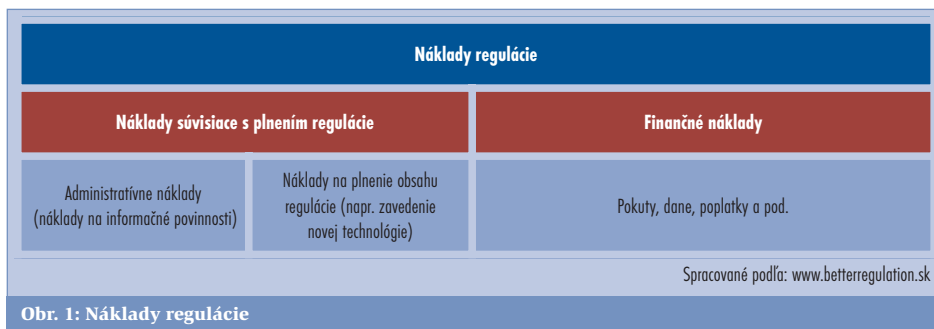 Náklady regulácie
Náklady súvisiace s plnením regulácie
Finančné náklady
Administratívne náklady
(náklady na informačné povinnosti)
Náklady na plnenie obsahu
regulácie (napr. zavedenie
novej technológie)
Pokuty, dane, poplatky a pod.
Spracované podľa: www.betterregulation.sk
Obr. 1: Náklady regulácie